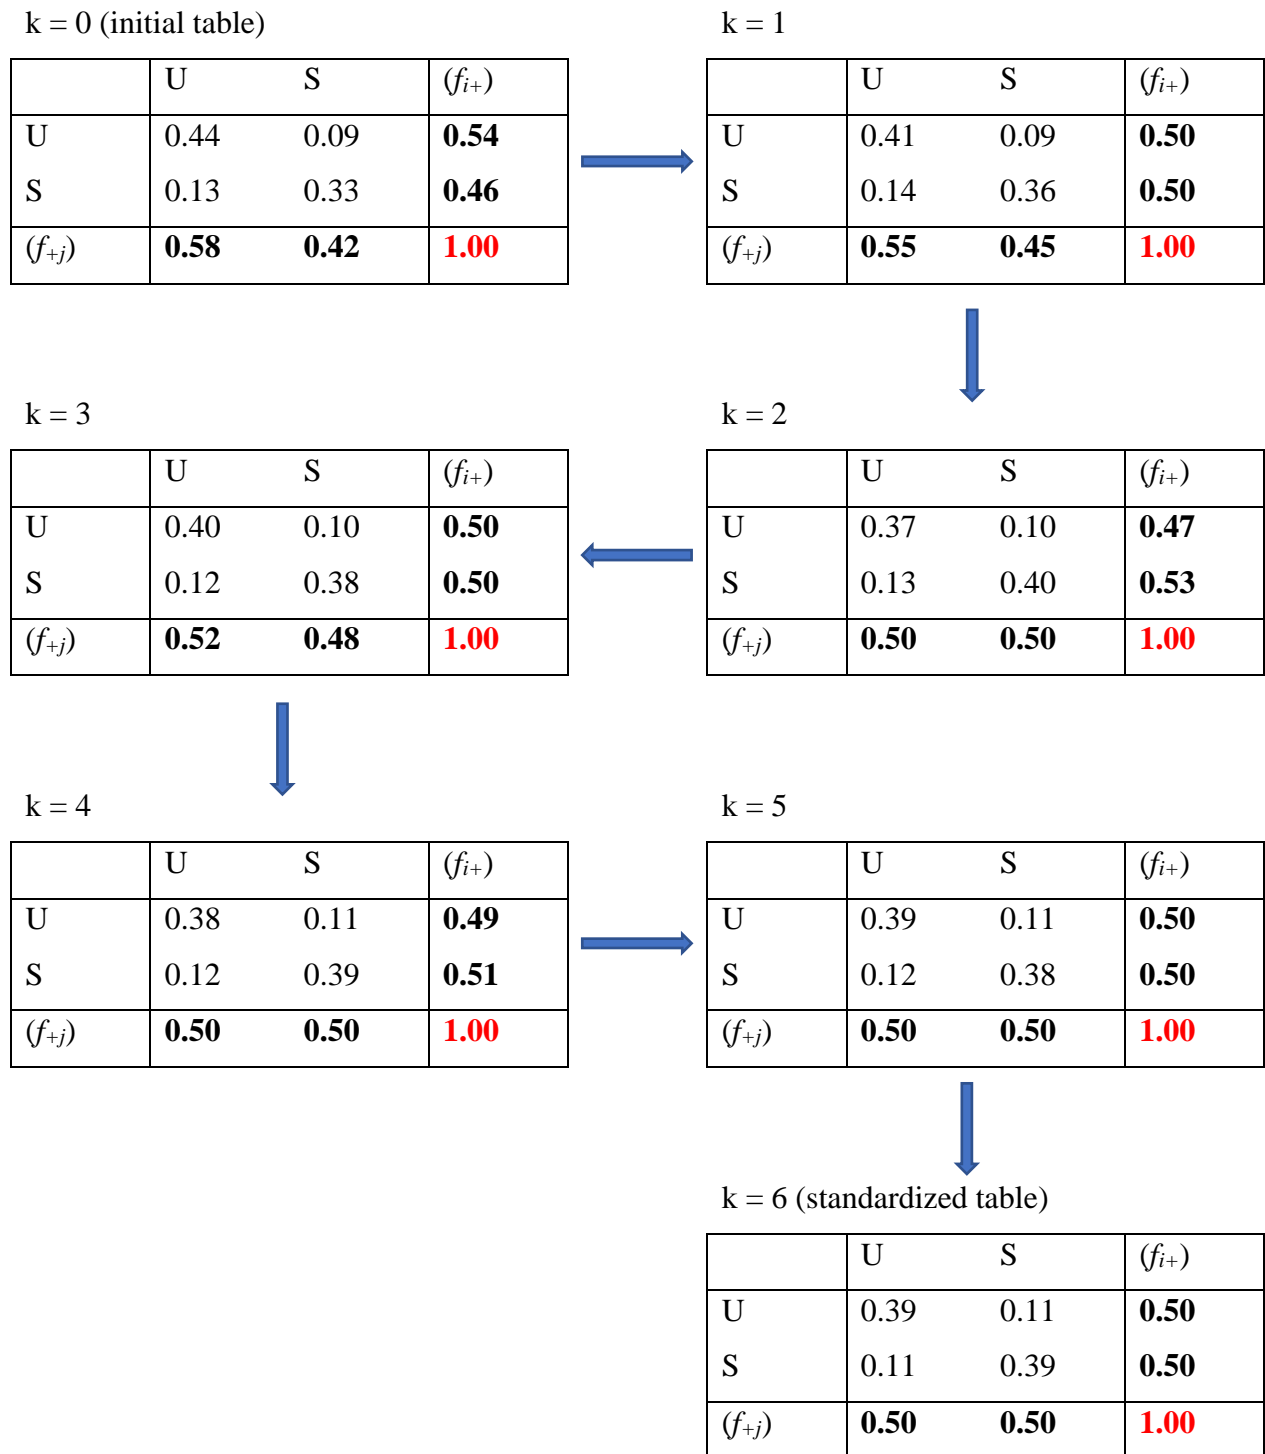 k = 0 (initial table)
U S (fi+)
U 0.44 0.09 0.54
S 0.13 0.33 0.46
(f+j) 0.58 0.42 1.00
k = 1
U S (fi+)
U 0.41 0.09 0.50
S 0.14 0.36 0.50
(f+j) 0.55 0.45 1.00
k = 3
U S (fi+)
U 0.40 0.10 0.50
S 0.12 0.38 0.50
(f+j) 0.52 0.48 1.00
k = 2
U S (fi+)
U 0.37 0.10 0.47
S 0.13 0.40 0.53
(f+j) 0.50 0.50 1.00
k = 4
U S (fi+)
U 0.38 0.11 0.49
S 0.12 0.39 0.51
(f+j) 0.50 0.50 1.00
k = 5
U S (fi+)
U 0.39 0.11 0.50
S 0.12 0.38 0.50
(f+j) 0.50 0.50 1.00
k = 6 (standardized table)
U S (fi+)
U 0.39 0.11 0.50
S 0.11 0.39 0.50
(f+j) 0.50 0.50 1.00